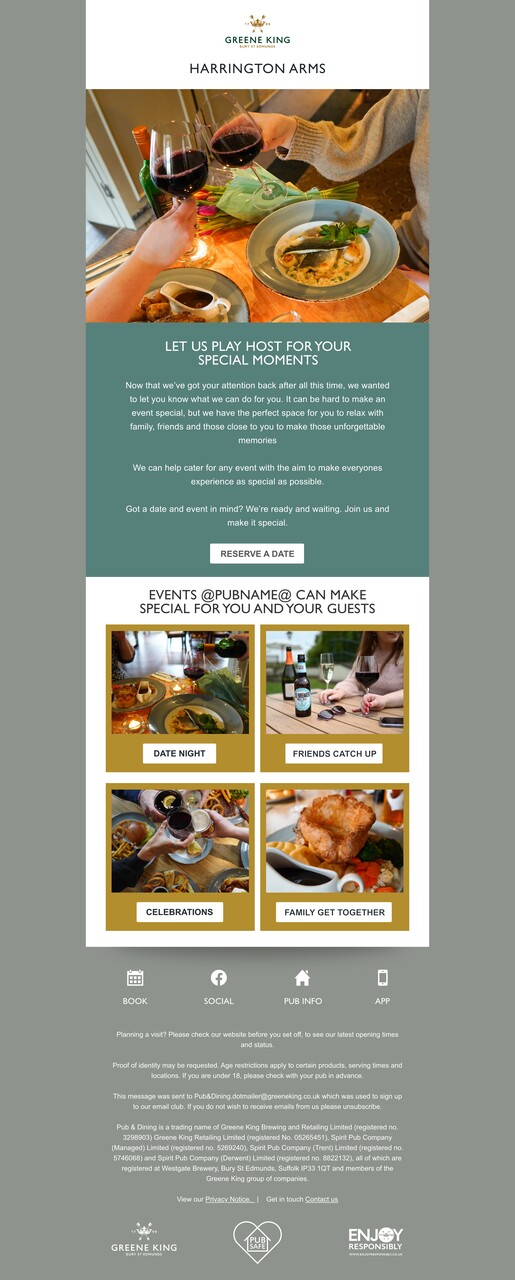 GREENE KING
BURY ST EDMUNDS
HARRINGTON ARMS
LET US PLAY HOST FOR YOUR
SPECIAL MOMENTS
Now that we've got your attention back after all this time, we wanted
to let you know what we can do for you. It can be hard to make an
event special, but we have the perfect space for you to relax with
family, friends and those close to you to make those unforgettable
memories
We can help cater for any event with the aim to make everyones
experience as special as possible.
Got a date and event in mind? We're ready and waiting. Join us and
make it special.
RESERVE A DATE
EVENTS @PUBNAME@ CAN MAKE
SPECIAL FOR YOU AND YOUR GUESTS
DATE NIGHT
FRIENDS CATCH UP
CELEBRATIONS
FAMILY GET TOGETHER
BOOK
SOCIAL
PUB INFO
APP
Planning a visit? Please check our website before you set off, to see our latest opening times
and status.
Proof of identity may be requested. Age restrictions apply to certain products, serving times and
locations. If you are under 18, please check with your pub in advance.
This message was sent to Pub&Dining.dotmailer@greeneking.co.uk which was used to sign up
to our email club. If you do not wish to receive emails from us please unsubscribe.
Pub & Dining is a trading name of Greene King Brewing and Retailing Limited (registered no.
3298903) Greene King Retailing Limited (registered No. 05265451), Spirit Pub Company
(Managed) Limited (registered no. 5269240), Spirit Pub Company (Trent) Limited (registered no.
5746068) and Spirit Pub Company (Derwent) Limited (registered no. 8822132), all of which are
registered at Westgate Brewery, Bury St Edmunds, Suffolk IP33 1QT and members of the
Greene King group of companies.
View our Privacy Notice. | Get in touch Contact us
GREENE KING
BURY ST EDMUNDS
PUB
SAFE
ENJOY
RESPONSIBLY
WWW.ENJOYRESPONSIBLY.CO.UK